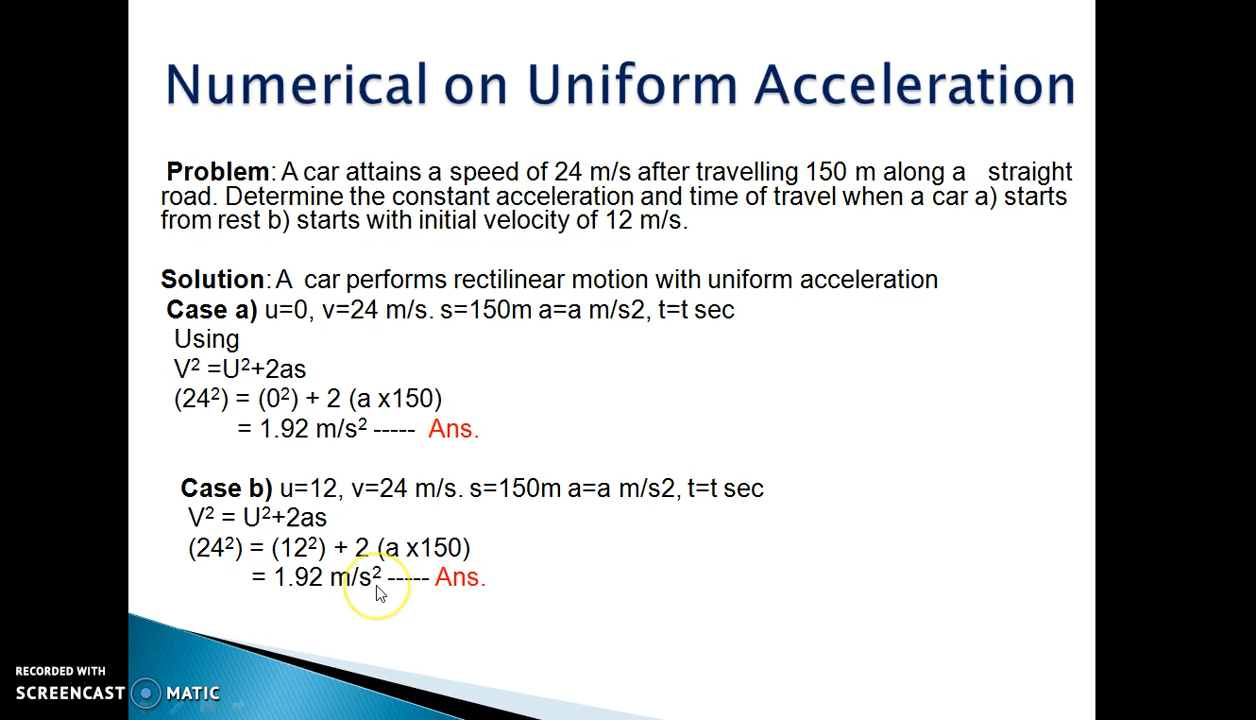 Numerical on Uniform Acceleration
Problem: A car attains a speed of 24 m/s after travelling 150 m along a straight
road. Determine the constant acceleration and time of travel when a car a) starts
from rest b) starts with initial velocity of 12 m/s.
Solution: A car performs rectilinear motion with uniform acceleration
Case a) u=0, v=24 m/s. s=150m a=a m/s2, t=t sec
Using
V² =U²+2as
(24²) = (0²) + 2 (a x150)
= 1.92 m/s² ----- Ans.
Case b) u=12, v=24 m/s. s=150m a=a m/s2, t=t sec
V² = U²+2as
(24²) = (12²) + 2 (a x150)
= 1.92 m/s² ----- Ans.
RECORDED WITH
SCREENCAST MATIC